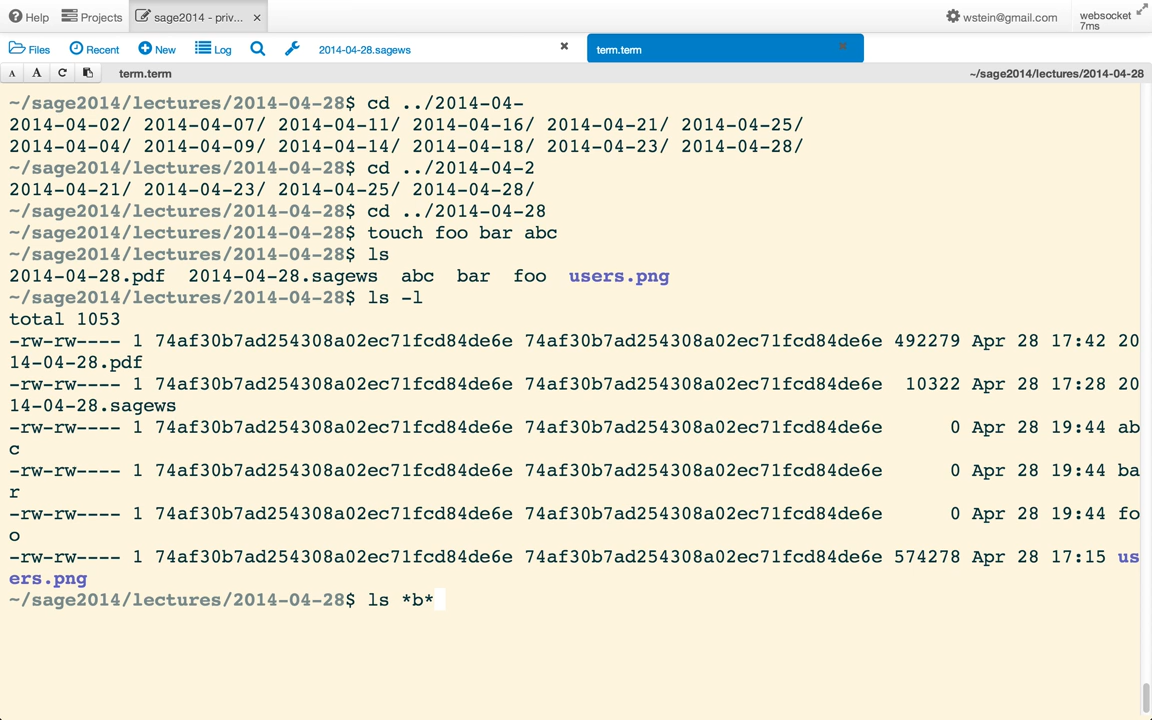 Help Projects sage2014 - priv... × wstein@gmail.com websocket
7ms
Files Recent New Log 2014-04-28.sagews × term.term ×
A A C term.term ~/sage2014/lectures/2014-04-28
~/sage2014/lectures/2014-04-28$ cd ../2014-04-
2014-04-02/ 2014-04-07/ 2014-04-11/ 2014-04-16/ 2014-04-21/ 2014-04-25/
2014-04-04/ 2014-04-09/ 2014-04-14/ 2014-04-18/ 2014-04-23/ 2014-04-28/
~/sage2014/lectures/2014-04-28$ cd ../2014-04-2
2014-04-21/ 2014-04-23/ 2014-04-25/ 2014-04-28/
~/sage2014/lectures/2014-04-28$ cd ../2014-04-28
~/sage2014/lectures/2014-04-28$ touch foo bar abc
~/sage2014/lectures/2014-04-28$ ls
2014-04-28.pdf 2014-04-28.sagews abc bar foo users.png
~/sage2014/lectures/2014-04-28$ ls -l
total 1053
-rw-rw---- 1 74af30b7ad254308a02ec71fcd84de6e 74af30b7ad254308a02ec71fcd84de6e 492279 Apr 28 17:42 20
14-04-28.pdf
-rw-rw---- 1 74af30b7ad254308a02ec71fcd84de6e 74af30b7ad254308a02ec71fcd84de6e 10322 Apr 28 17:28 20
14-04-28.sagews
-rw-rw---- 1 74af30b7ad254308a02ec71fcd84de6e 74af30b7ad254308a02ec71fcd84de6e 0 Apr 28 19:44 ab
c
-rw-rw---- 1 74af30b7ad254308a02ec71fcd84de6e 74af30b7ad254308a02ec71fcd84de6e 0 Apr 28 19:44 ba
r
-rw-rw---- 1 74af30b7ad254308a02ec71fcd84de6e 74af30b7ad254308a02ec71fcd84de6e 0 Apr 28 19:44 fo
o
-rw-rw---- 1 74af30b7ad254308a02ec71fcd84de6e 74af30b7ad254308a02ec71fcd84de6e 574278 Apr 28 17:15 us
ers.png
~/sage2014/lectures/2014-04-28$ ls *b*